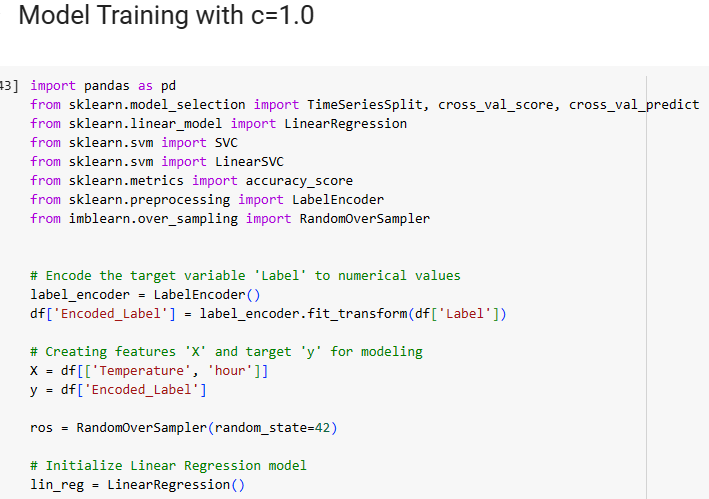 Model Training with c=1.0
43] import pandas as pd
from sklearn.model_selection import TimeSeriesSplit, cross_val_score, cross_val_predict
from sklearn.linear_model import LinearRegression
from sklearn.svm import SVC
from sklearn.svm import LinearSVC
from sklearn.metrics import accuracy_score
from sklearn.preprocessing import LabelEncoder
from imblearn.over_sampling import RandomOverSampler
# Encode the target variable 'Label' to numerical values
label_encoder = LabelEncoder()
df['Encoded_Label'] = label_encoder.fit_transform(df['Label'])
# Creating features 'X' and target 'y' for modeling
X = df[['Temperature', 'hour']]
y = df['Encoded_Label']
ros = RandomOverSampler(random_state=42)
# Initialize Linear Regression model
lin_reg = LinearRegression()